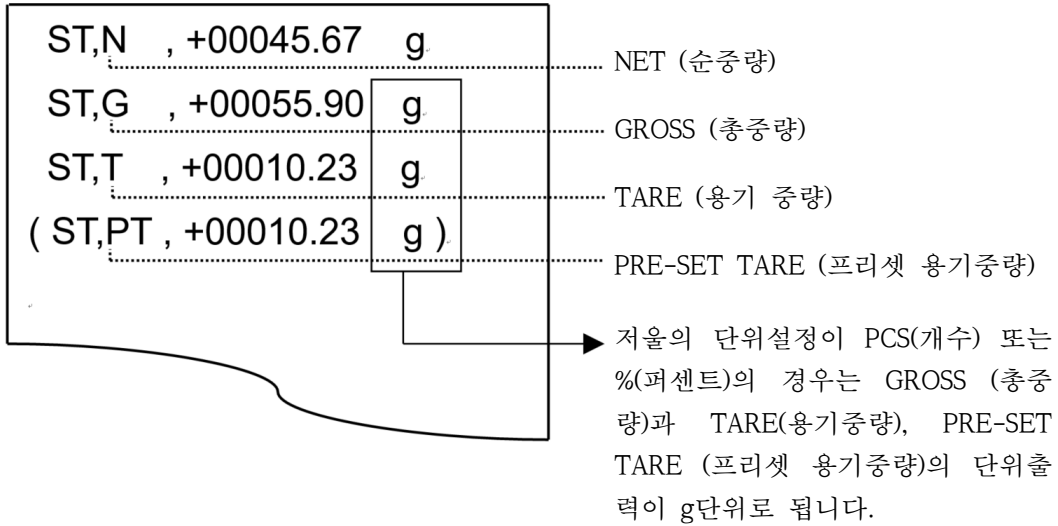 ST,N , +00045.67 g
NET (순중량)
ST,G , +00055.90 g
GROSS (총중량)
ST,T , +00010.23 g
TARE (용기 중량)
( ST,PT , +00010.23 g )
PRE-SET TARE (프리셋 용기중량)
저울의 단위설정이 PCS(개수) 또는
%(퍼센트)의 경우는 GROSS (총중
량)과 TARE(용기중량), PRE-SET
TARE (프리셋 용기중량)의 단위출
력이 g단위로 됩니다.